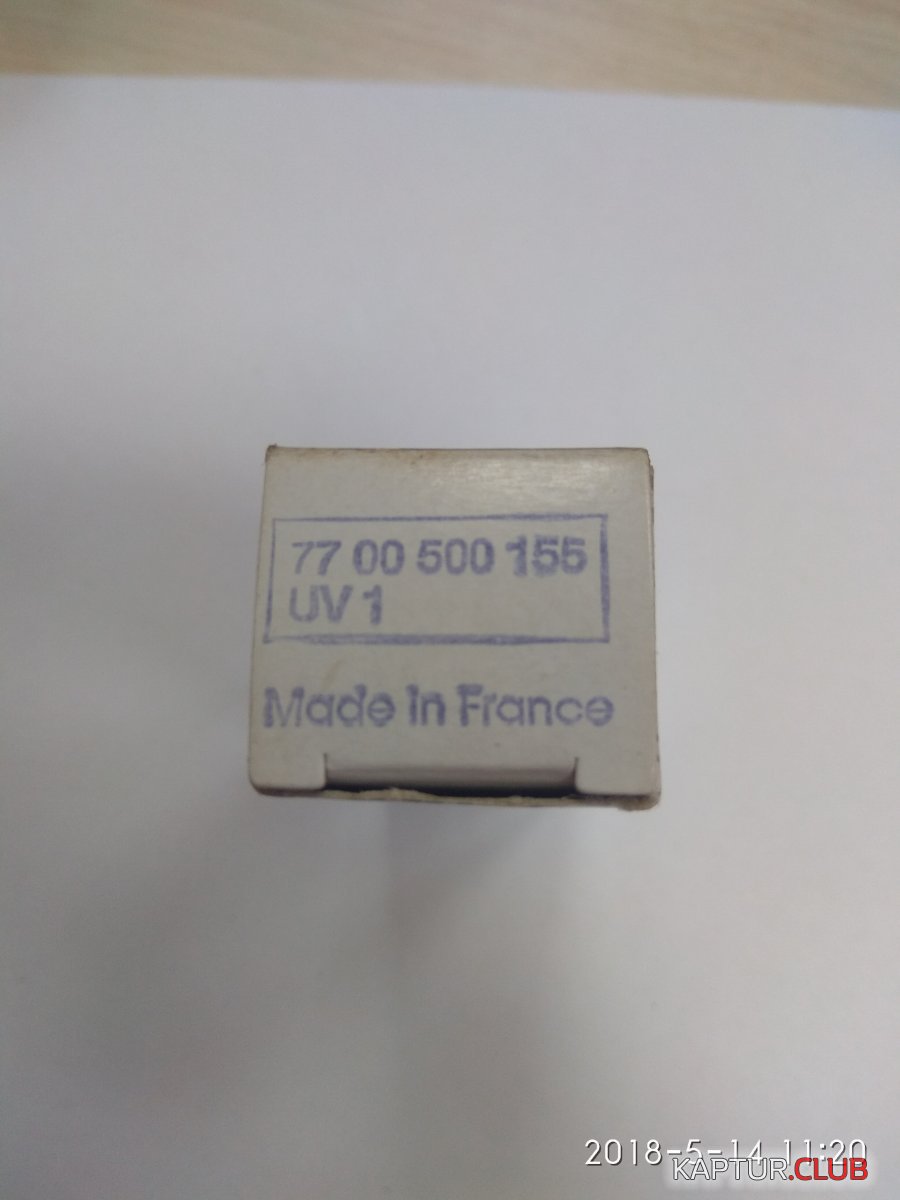 77 00 500 155
UV 1
Made in France
2018-5-14 11:20
KAPTUR.CLUB